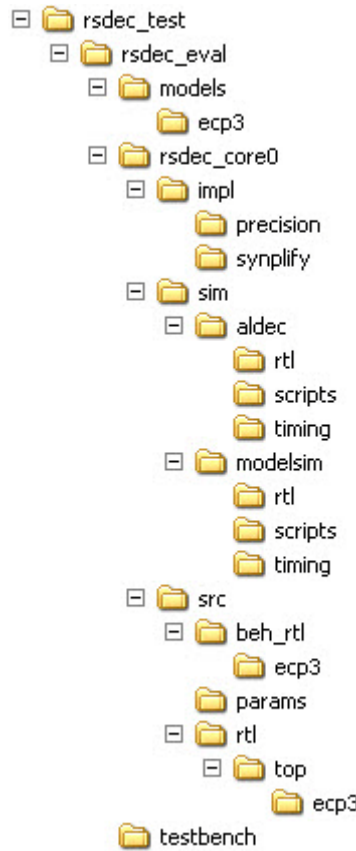 rsdec_test
rsdec_eval
models
ecp3
rsdec_core0
impl
precision
synplify
sim
aldec
rtl
scripts
timing
modelsim
rtl
scripts
timing
src
beh_rtl
ecp3
params
rtl
top
ecp3
testbench